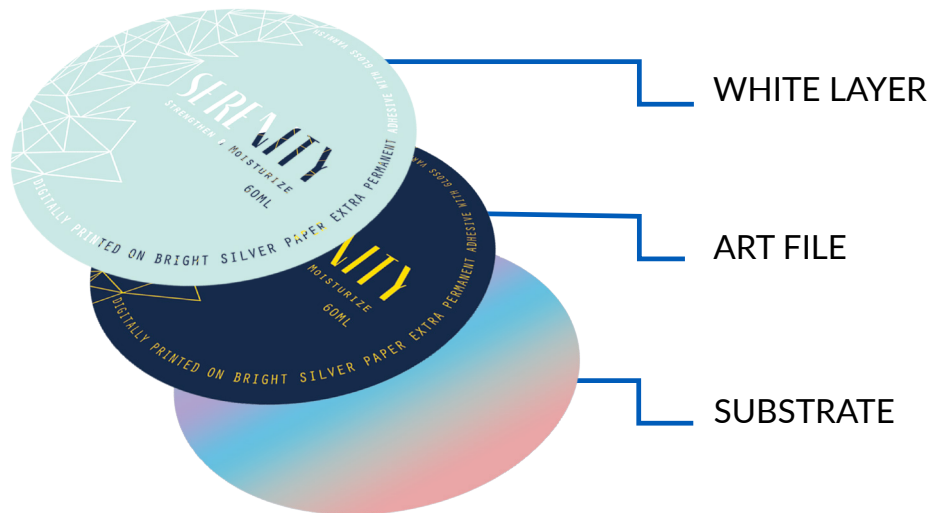 ADHESIVE WITH GLOSS VARNISH
SERENITY
STRENGTHEN
MOISTURIZE
60ML
DIGITALLY PRINTED ON BRIGHT SILVER PAPER EXTRA PERMANENT
WHITE LAYER
ADHESIVE WITH GLOSS
NITY
MOISTURIZE
60ML
DIGITALLY PRINTED ON BRIGHT SILVER PAPER EXTRA PERMANENT
ART FILE
SUBSTRATE